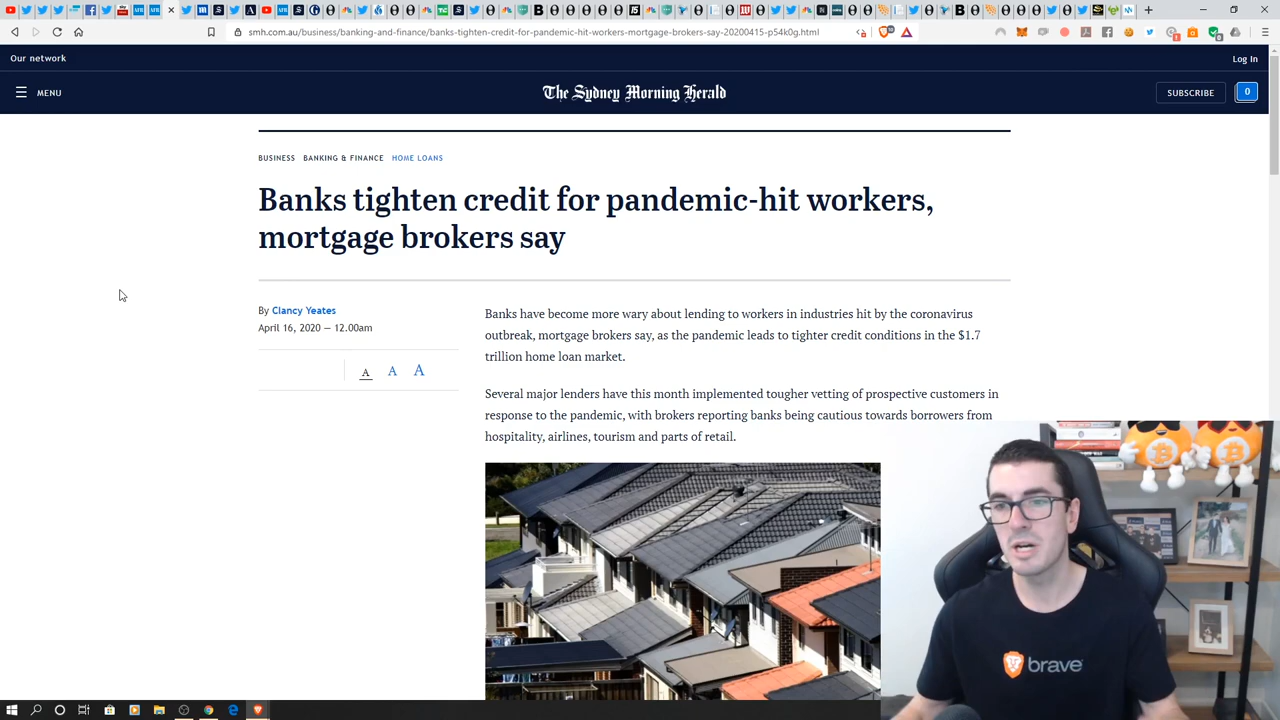 smh.com.au/business/banking-and-finance/banks-tighten-credit-for-pandemic-hit-workers-mortgage-brokers-say-20200415-p54k0g.html
Our network
Log In
MENU
The Sydney Morning Herald
SUBSCRIBE
0
BUSINESS BANKING & FINANCE HOME LOANS
Banks tighten credit for pandemic-hit workers,
mortgage brokers say
By Clancy Yeates
April 16, 2020 — 12.00am
A A A
Banks have become more wary about lending to workers in industries hit by the coronavirus
outbreak, mortgage brokers say, as the pandemic leads to tighter credit conditions in the $1.7
trillion home loan market.
Several major lenders have this month implemented tougher vetting of prospective customers in
response to the pandemic, with brokers reporting banks being cautious towards borrowers from
hospitality, airlines, tourism and parts of retail.
brave